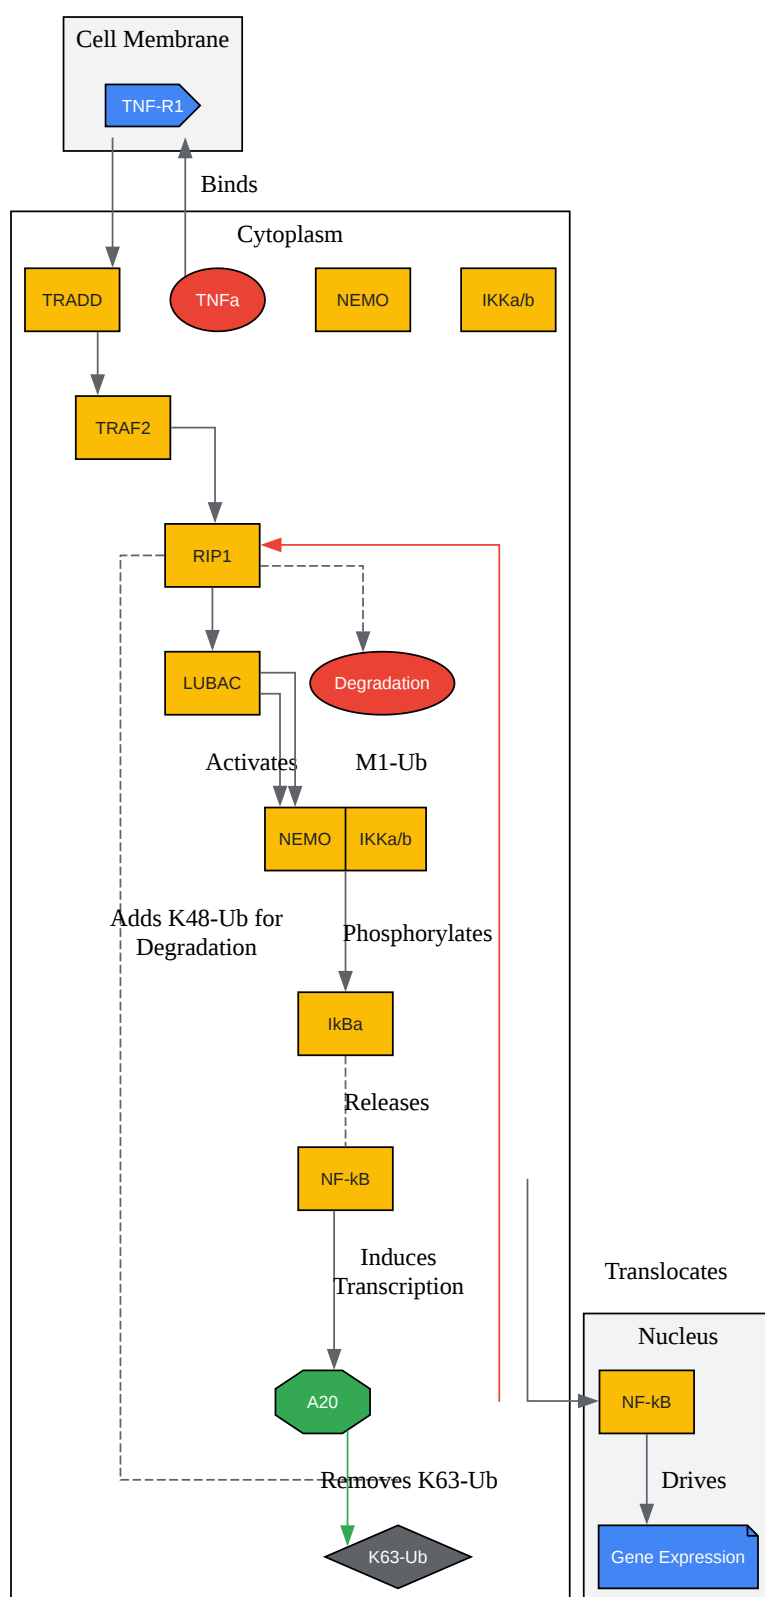 Cell Membrane
TNF-R1
Binds
Cytoplasm
TRADD
TNFa
NEMO
IKKa/b
TRAF2
RIP1
LUBAC
Degradation
Activates
M1-Ub
NEMO
IKKa/b
Adds K48-Ub for
Degradation
Phosphorylates
IkBa
Releases
NF-kB
Induces
Transcription
Translocates
Nucleus
A20
NF-kB
Removes K63-Ub
Drives
K63-Ub
Gene Expression